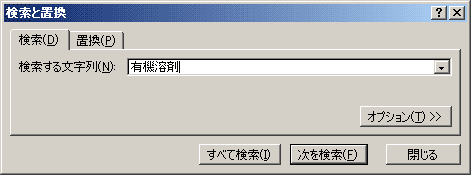 検索と置換
検索(D) 置換(P)
検索する文字列(N): 有機溶剤
オプション(T) >>
すべて検索(I) 次を検索(F) 閉じる